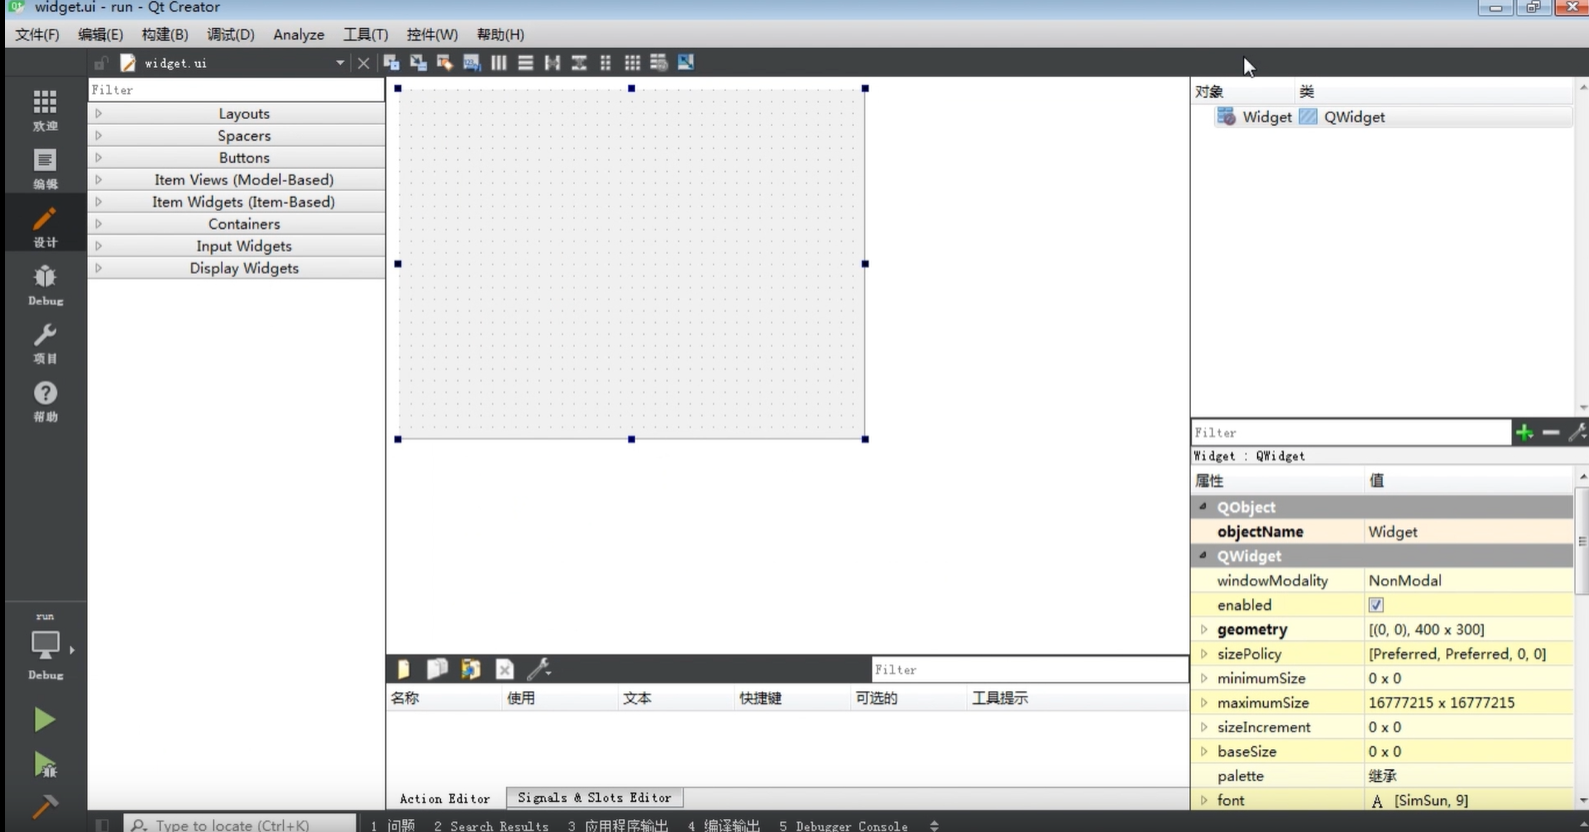 widget.ui - run - Qt Creator
文件(F) 编辑(E) 构建(B) 调试(D) Analyze 工具(T) 控件(W) 帮助(H)
widget.ui
Filter
Layouts
Spacers
Buttons
Item Views (Model-Based)
Item Widgets (Item-Based)
Containers
Input Widgets
Display Widgets
欢迎
编辑
设计
Debug
项目
帮助
run
Debug
对象 类
Widget QWidget
Filter
Widget : QWidget
属性 值
QObject
objectName Widget
QWidget
windowModality NonModal
enabled
geometry [(0, 0), 400 x 300]
sizePolicy [Preferred, Preferred, 0, 0]
minimumSize 0 x 0
maximumSize 16777215 x 16777215
sizeIncrement 0 x 0
baseSize 0 x 0
palette 继承
font A [SimSun, 9]
Filter
名称 使用 文本 快捷键 可选的 工具提示
Action Editor Signals & Slots Editor
Type to locate (Ctrl+K) 1 问题 2 Search Results 3 应用程序输出 4 编译输出 5 Debugger Console